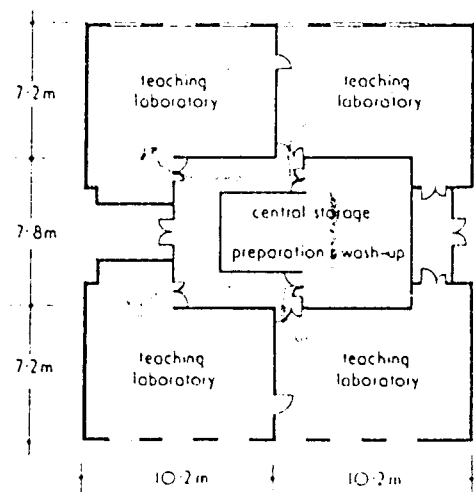 teaching
laboratory
teaching
laboratory
7·2m
central storage
7·8m
preparation & wash-up
teaching
laboratory
teaching
laboratory
7·2m
10·2m
10·2m